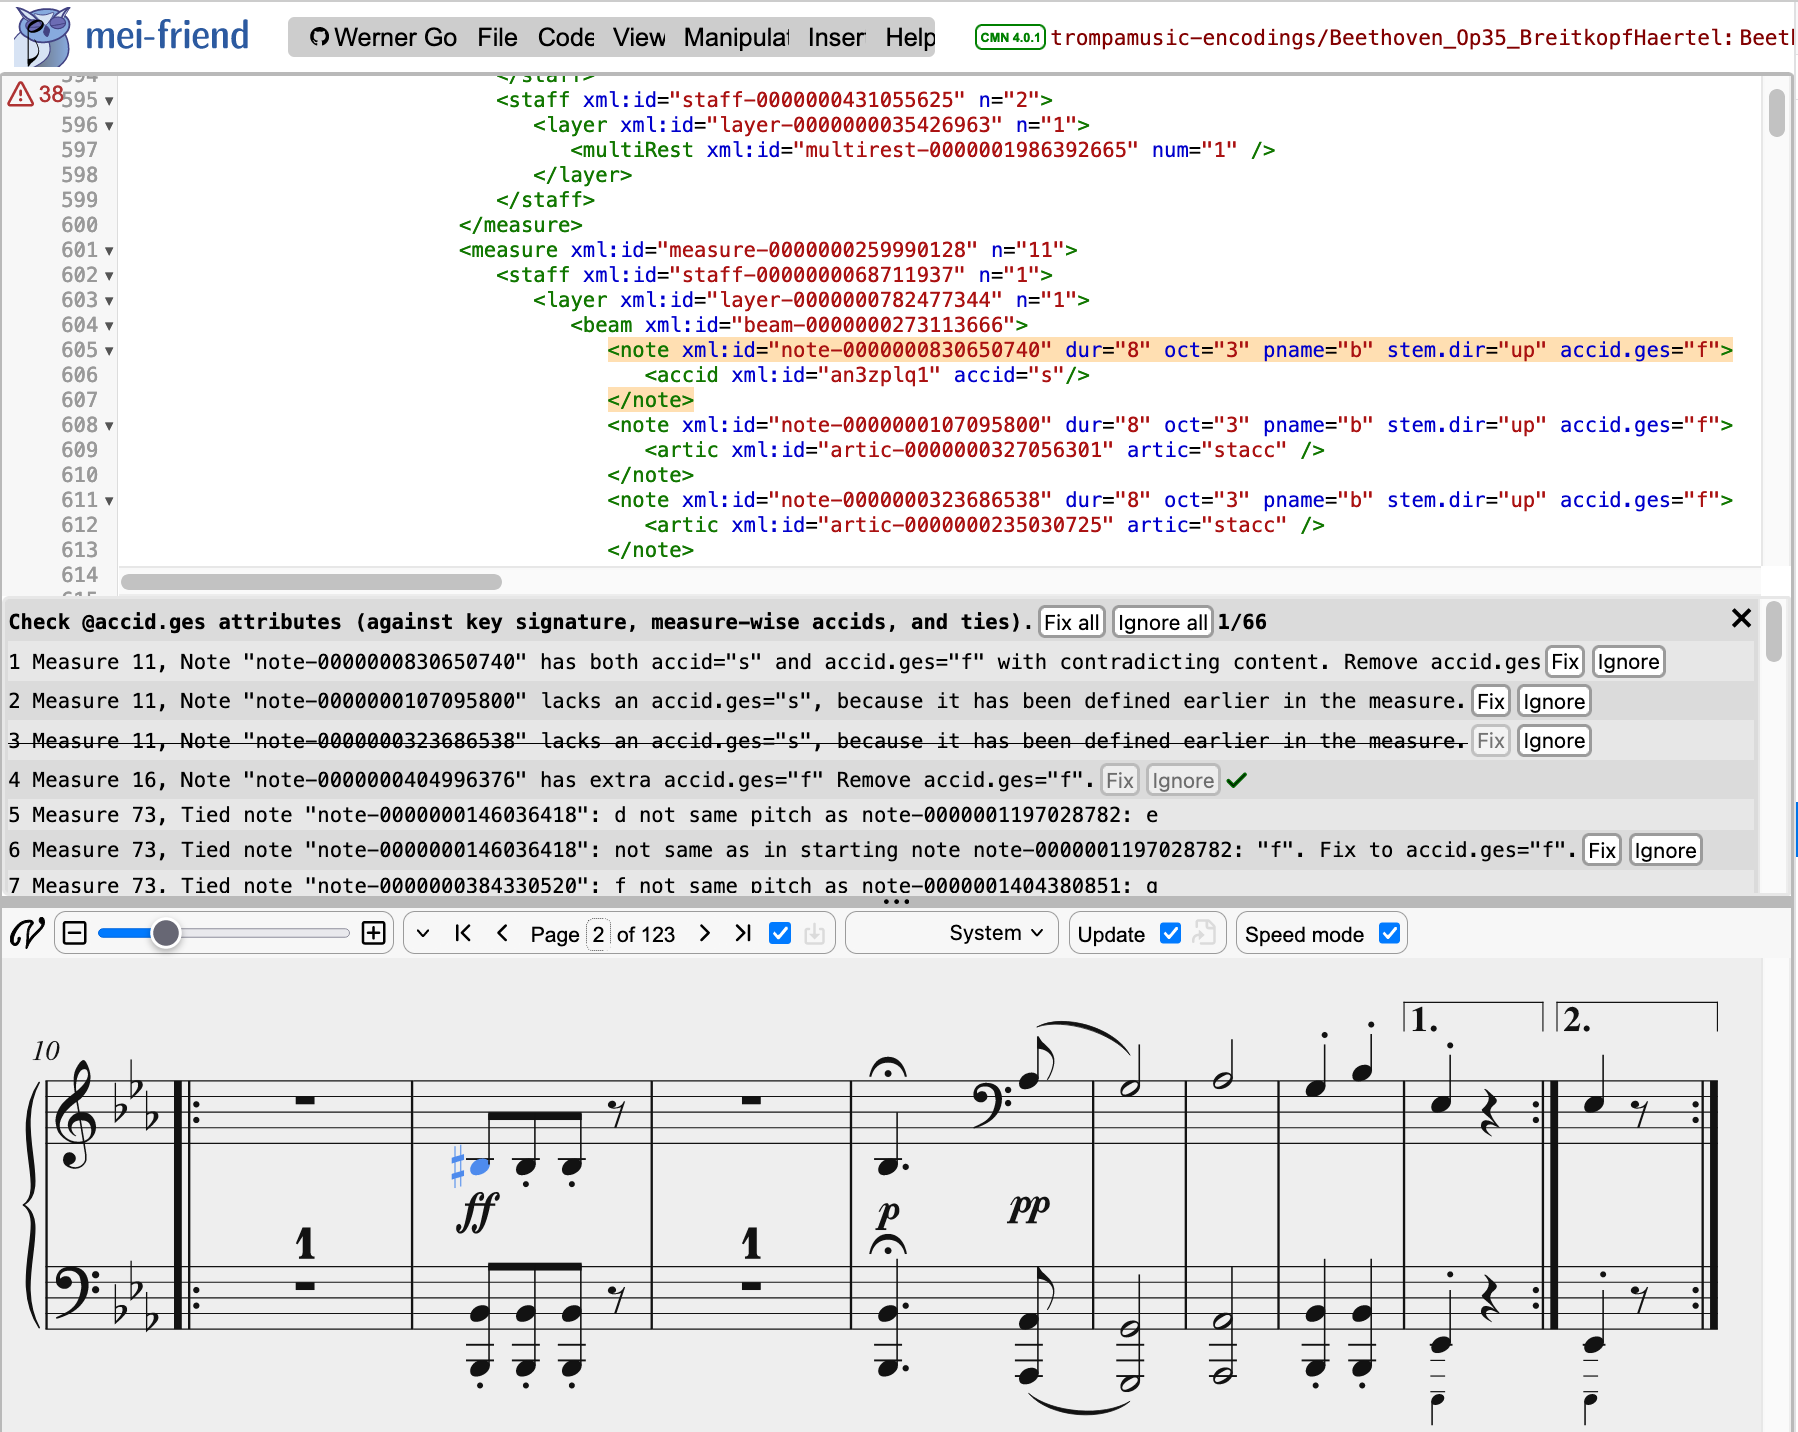 mei-friend Werner Go File Code View Manipulat Inser Help CMN 4.0.1 trompamusic-encodings/Beethoven_Op35_BreitkopfHaertel: Beet
38
594 </staff>
595 <staff xml:id="staff-0000000431055625" n="2">
596 <layer xml:id="layer-0000000035426963" n="1">
597 <multiRest xml:id="multirest-0000001986392665" num="1" />
598 </layer>
599 </staff>
600 </measure>
601 <measure xml:id="measure-0000000259990128" n="11">
602 <staff xml:id="staff-0000000068711937" n="1">
603 <layer xml:id="layer-0000000782477344" n="1">
604 <beam xml:id="beam-0000000273113666">
605 <note xml:id="note-0000000830650740" dur="8" oct="3" pname="b" stem.dir="up" accid.ges="f">
606 <accid xml:id="an3zplq1" accid="s"/>
607 </note>
608 <note xml:id="note-0000000107095800" dur="8" oct="3" pname="b" stem.dir="up" accid.ges="f">
609 <artic xml:id="artic-0000000327056301" artic="stacc" />
610 </note>
611 <note xml:id="note-0000000323686538" dur="8" oct="3" pname="b" stem.dir="up" accid.ges="f">
612 <artic xml:id="artic-0000000235030725" artic="stacc" />
613 </note>
614
615
Check @accid.ges attributes (against key signature, measure-wise accids, and ties). Fix all Ignore all 1/66
1 Measure 11, Note "note-0000000830650740" has both accid="s" and accid.ges="f" with contradicting content. Remove accid.ges Fix Ignore
2 Measure 11, Note "note-0000000107095800" lacks an accid.ges="s", because it has been defined earlier in the measure. Fix Ignore
3 Measure 11, Note "note-0000000323686538" lacks an accid.ges="s", because it has been defined earlier in the measure. Fix Ignore
4 Measure 16, Note "note-0000000404996376" has extra accid.ges="f" Remove accid.ges="f". Fix Ignore
5 Measure 73, Tied note "note-0000000146036418": d not same pitch as note-0000001197028782: e
6 Measure 73, Tied note "note-0000000146036418": not same as in starting note note-0000001197028782: "f". Fix to accid.ges="f". Fix Ignore
7 Measure 73, Tied note "note-0000000384330520": f not same pitch as note-0000001404380851: g
Page 2 of 123 System Update Speed mode
1. 2.
10
ff p pp
1 1